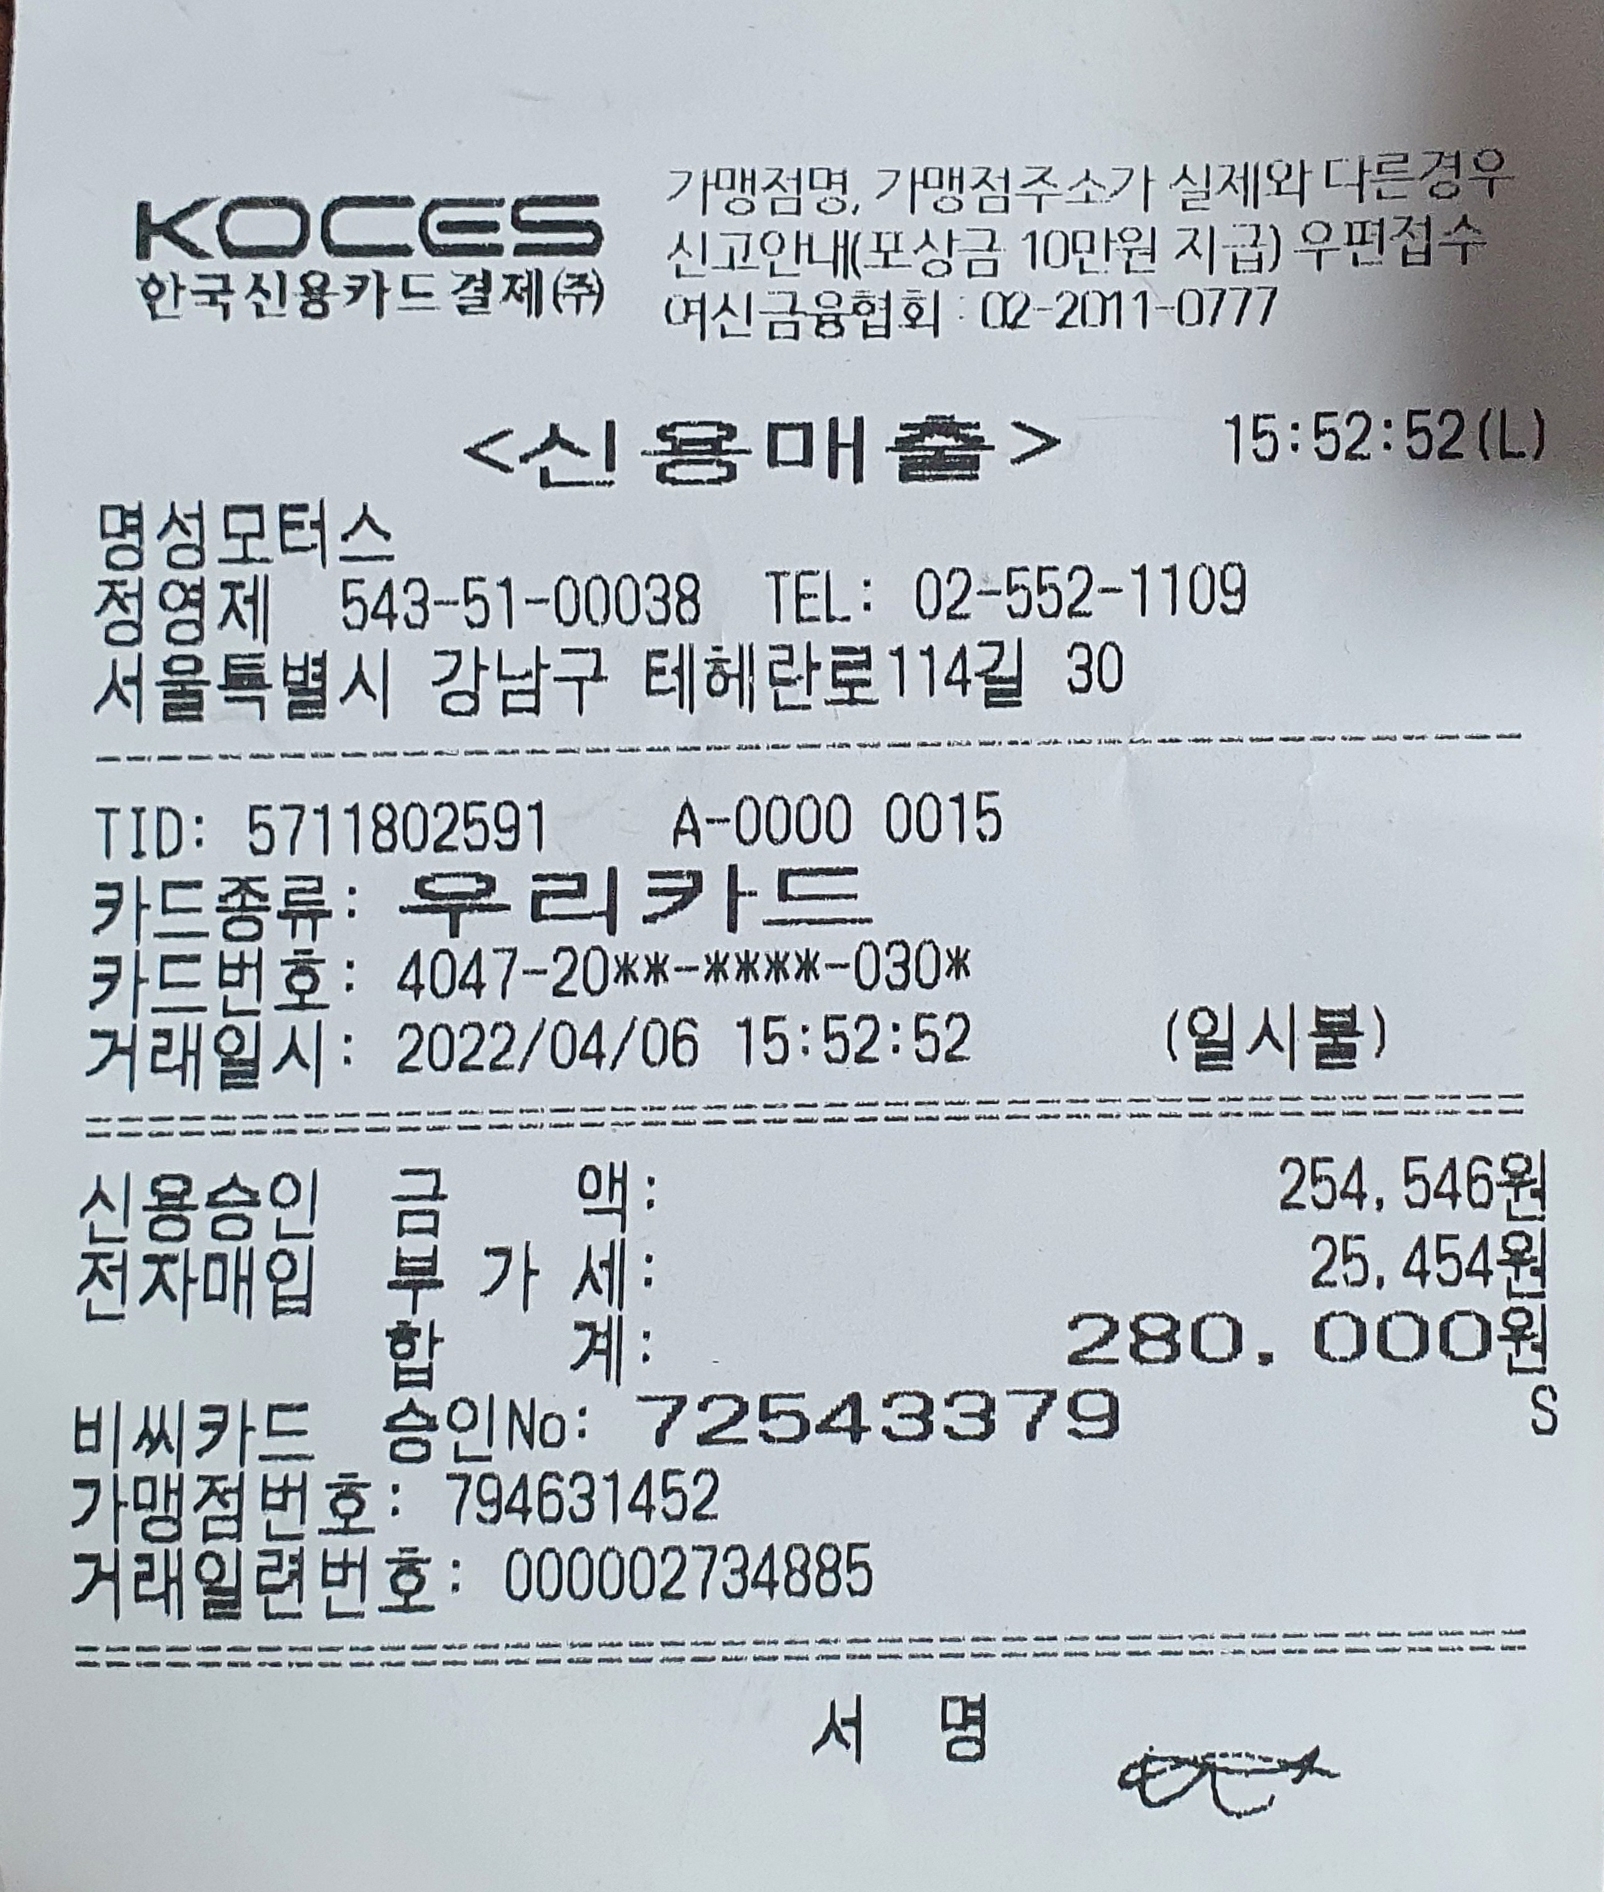 KOCES
한국신용카드결제(주)
가맹점명, 가맹점주소가 실제와 다른경우
신고안내(포상금 10만원 지급) 우편접수
여신금융협회 : 02-2011-0777
<신용매출> 15:52:52(L)
명성모터스
정영제 543-51-00038 TEL: 02-552-1109
서울특별시 강남구 테헤란로114길 30
TID: 5711802591 A-0000 0015
카드종류: 우리카드
카드번호: 4047-20**-****-030*
거래일시: 2022/04/06 15:52:52 (일시불)
신용승인 금 액: 254,546원
전자매입 부 가 세: 25,454원
합 계: 280,000원
비씨카드 승인No: 72543379 S
가맹점번호: 794631452
거래일련번호: 000002734885
서 명